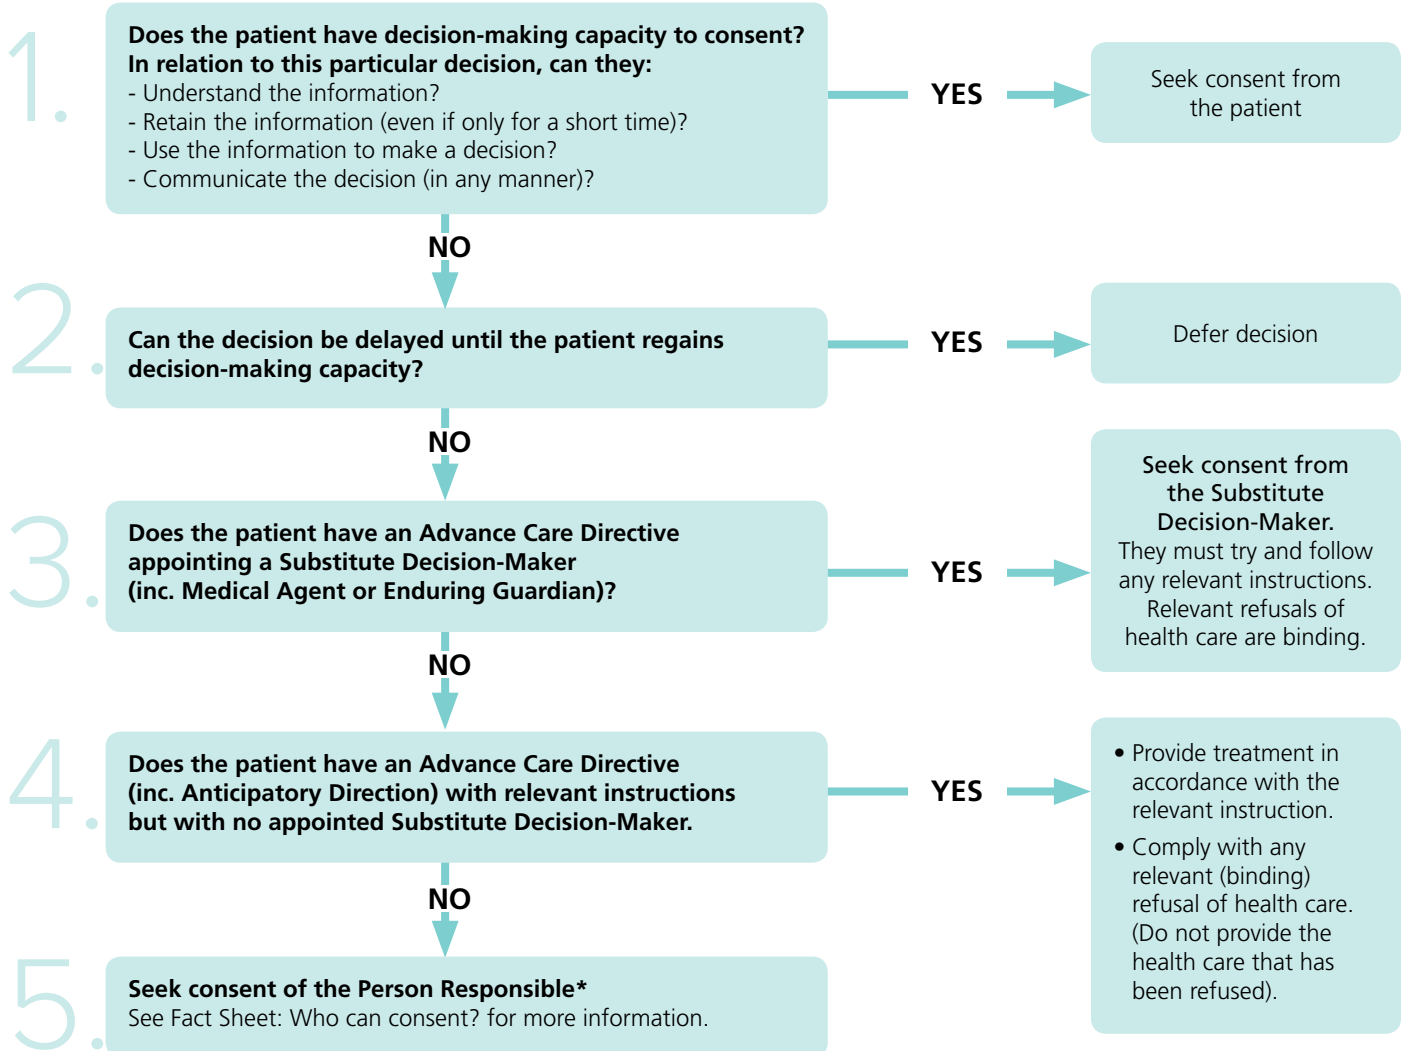 1.
Does the patient have decision-making capacity to consent?
In relation to this particular decision, can they:
- Understand the information?
- Retain the information (even if only for a short time)?
- Use the information to make a decision?
- Communicate the decision (in any manner)?
YES
Seek consent from
the patient
NO
2.
Can the decision be delayed until the patient regains
decision-making capacity?
YES
Defer decision
NO
3.
Does the patient have an Advance Care Directive
appointing a Substitute Decision-Maker
(inc. Medical Agent or Enduring Guardian)?
YES
Seek consent from
the Substitute
Decision-Maker.
They must try and follow
any relevant instructions.
Relevant refusals of
health care are binding.
NO
4.
Does the patient have an Advance Care Directive
(inc. Anticipatory Direction) with relevant instructions
but with no appointed Substitute Decision-Maker.
YES
• Provide treatment in
accordance with the
relevant instruction.
• Comply with any
relevant (binding)
refusal of health care.
(Do not provide the
health care that has
been refused).
NO
5.
Seek consent of the Person Responsible*
See Fact Sheet: Who can consent? for more information.